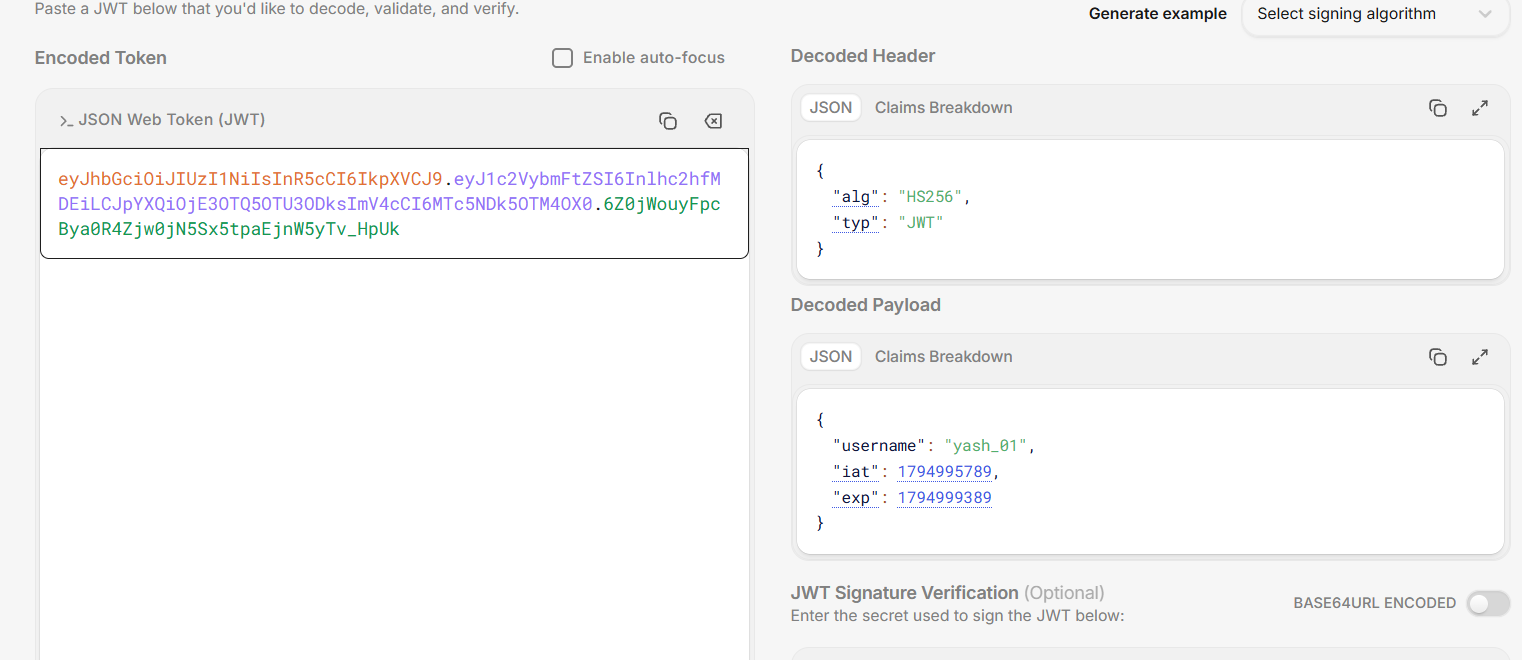 Paste a JWT below that you'd like to decode, validate, and verify.
Generate example
Select signing algorithm
Encoded Token
Enable auto-focus
JSON Web Token (JWT)
eyJhbGciOiJIUzI1NiIsInR5cCI6IkpXVCJ9.eyJ1c2VybmFtZSI6Inlhc2hfM
DEiLCJpYXQiOjE3OTQ5OTU3ODksImV4cCI6MTc5NDk5OTM4OX0.6Z0jWouyFpc
Bya0R4Zjw0jN5Sx5tpaEjnW5yTv_HpUk
Decoded Header
JSON
Claims Breakdown
{
"alg": "HS256",
"typ": "JWT"
}
Decoded Payload
JSON
Claims Breakdown
{
"username": "yash_01",
"iat": 1794995789,
"exp": 1794999389
}
JWT Signature Verification (Optional)
Enter the secret used to sign the JWT below:
BASE64URL ENCODED